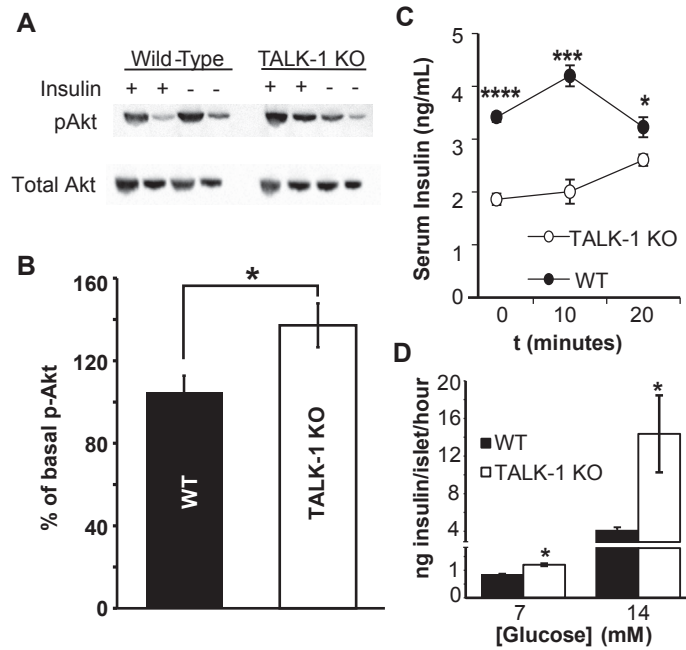 A
Wild-Type TALK-1 KO
Insulin + + - - + + - -
pAkt
Total Akt
B
% of basal p-Akt
160
120
80
40
0
*
WT
TALK-1 KO
C
Serum Insulin (ng/mL)
5
4
3
2
1
0
****
***
*
TALK-1 KO
WT
0 10 20
t (minutes)
D
ng insulin/islet/hour
20
16
12
8
4
1
0
WT
TALK-1 KO
*
*
7 14
[Glucose] (mM)